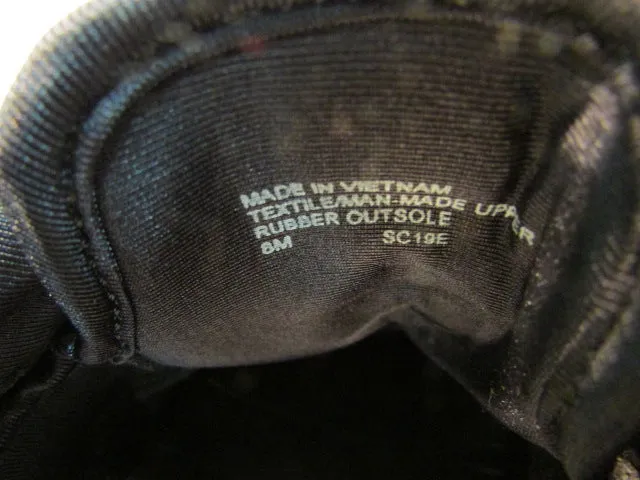 MADE IN VIETNAM
TEXTILE/MAN-MADE UPPER
RUBBER OUTSOLE
8M SC19E